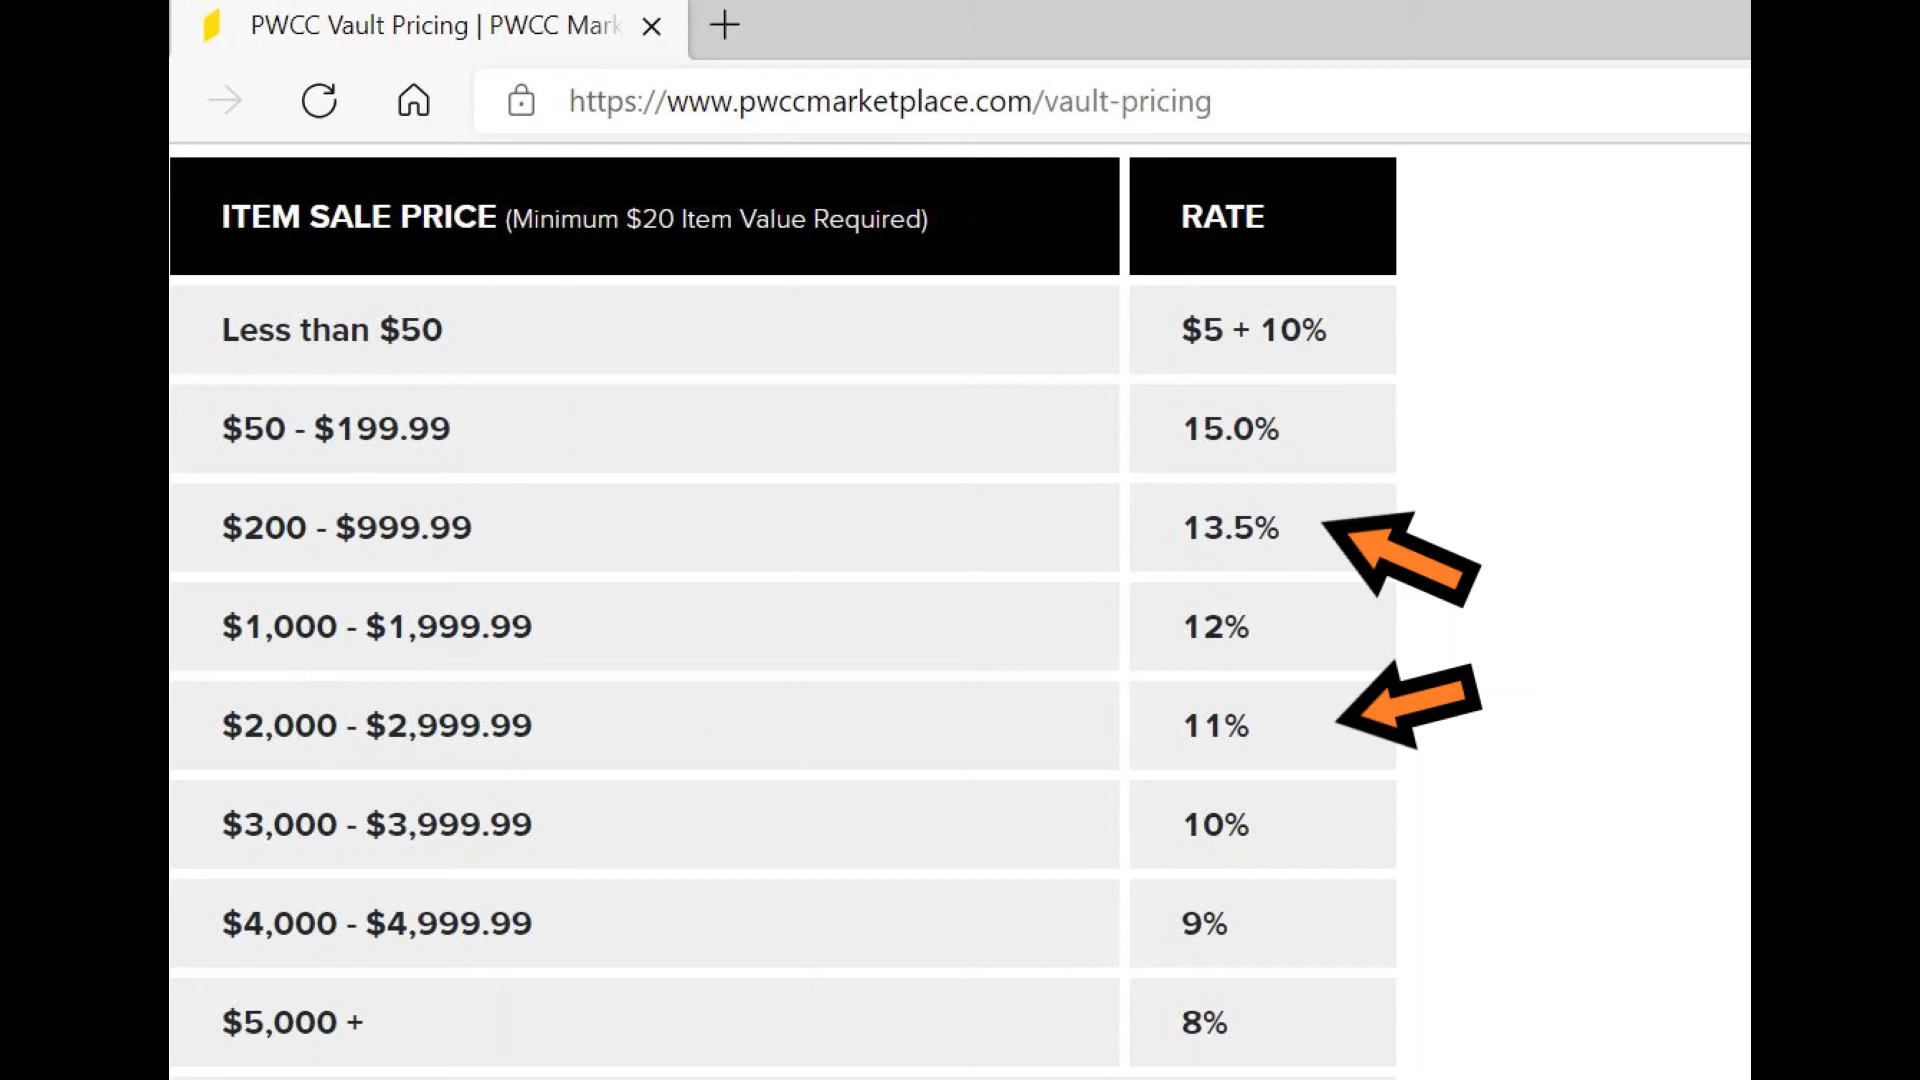 PWCC Vault Pricing | PWCC Mark
https://www.pwccmarketplace.com/vault-pricing
ITEM SALE PRICE (Minimum $20 Item Value Required) RATE
Less than $50 $5 + 10%
$50 - $199.99 15.0%
$200 - $999.99 13.5%
$1,000 - $1,999.99 12%
$2,000 - $2,999.99 11%
$3,000 - $3,999.99 10%
$4,000 - $4,999.99 9%
$5,000 + 8%